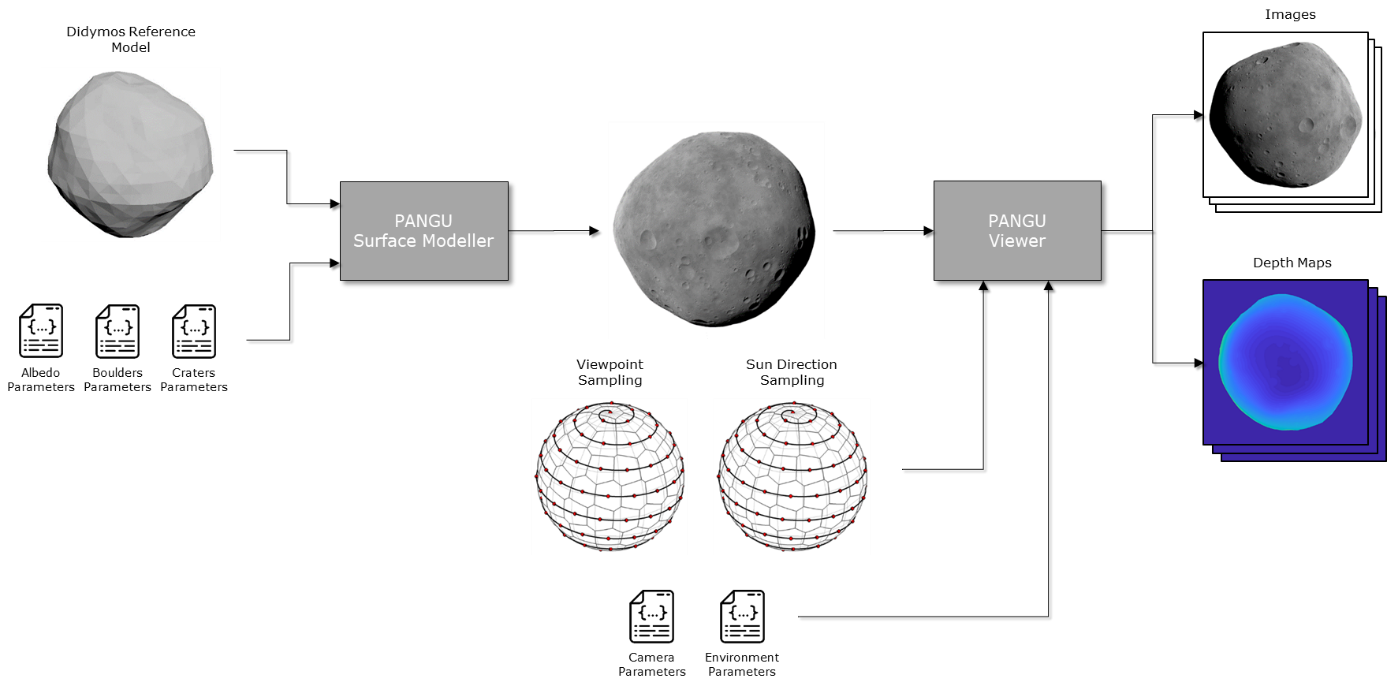 Didymos Reference
Model
PANGU
Surface Modeller
{...}
{...}
{...}
Albedo
Parameters
Boulders
Parameters
Craters
Parameters
Viewpoint
Sampling
Sun Direction
Sampling
{...}
{...}
Camera
Parameters
Environment
Parameters
PANGU
Viewer
Images
Depth Maps